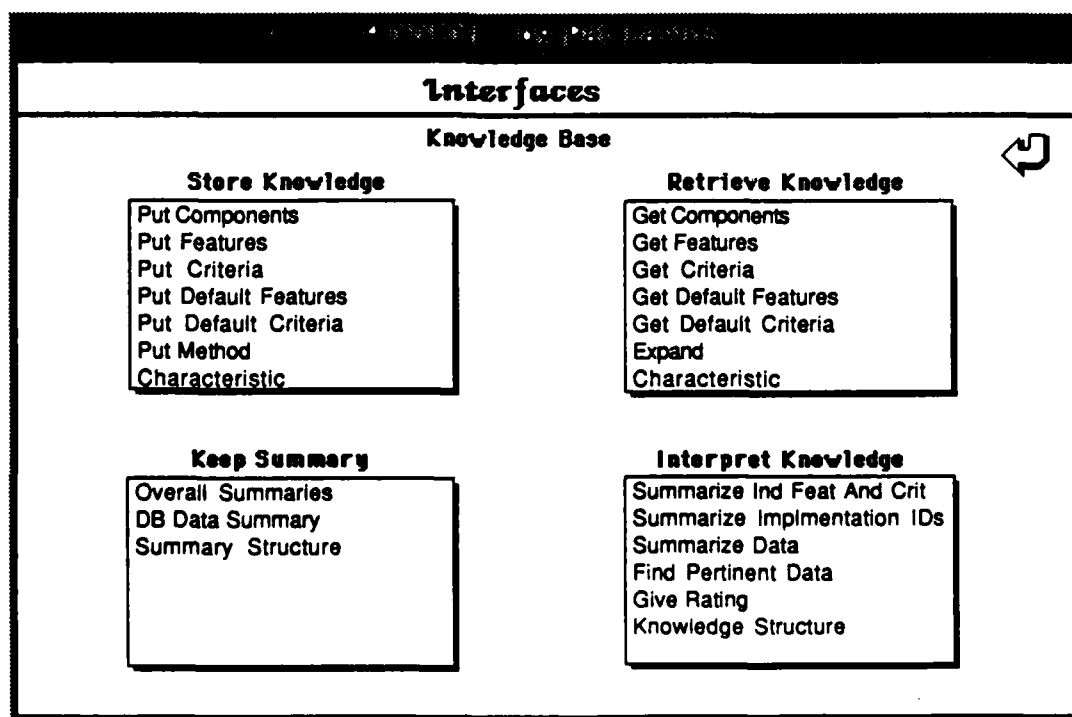 Interfaces
Knowledge Base
Store Knowledge
Put Components
Put Features
Put Criteria
Put Default Features
Put Default Criteria
Put Method
Characteristic
Retrieve Knowledge
Get Components
Get Features
Get Criteria
Get Default Features
Get Default Criteria
Expand
Characteristic
Keep Summary
Overall Summaries
DB Data Summary
Summary Structure
Interpret Knowledge
Summarize Ind Feat And Crit
Summarize Implmentation IDs
Summarize Data
Find Pertinent Data
Give Rating
Knowledge Structure